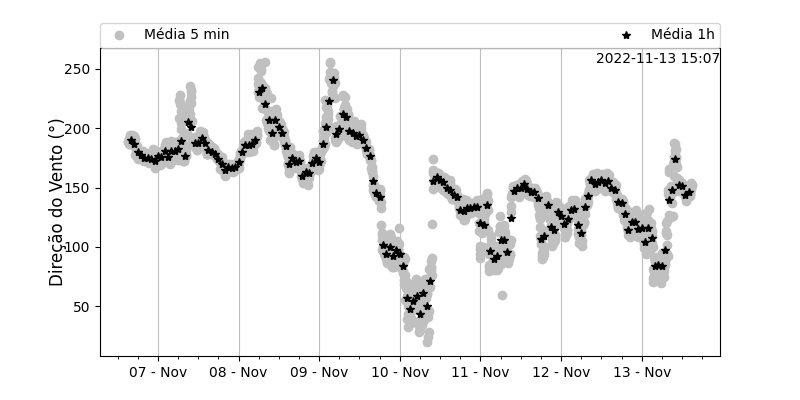 Média 5 min
Média 1h
2022-11-13 15:07
Direção do Vento (°)
250
200
150
100
50
07 - Nov
08 - Nov
09 - Nov
10 - Nov
11 - Nov
12 - Nov
13 - Nov